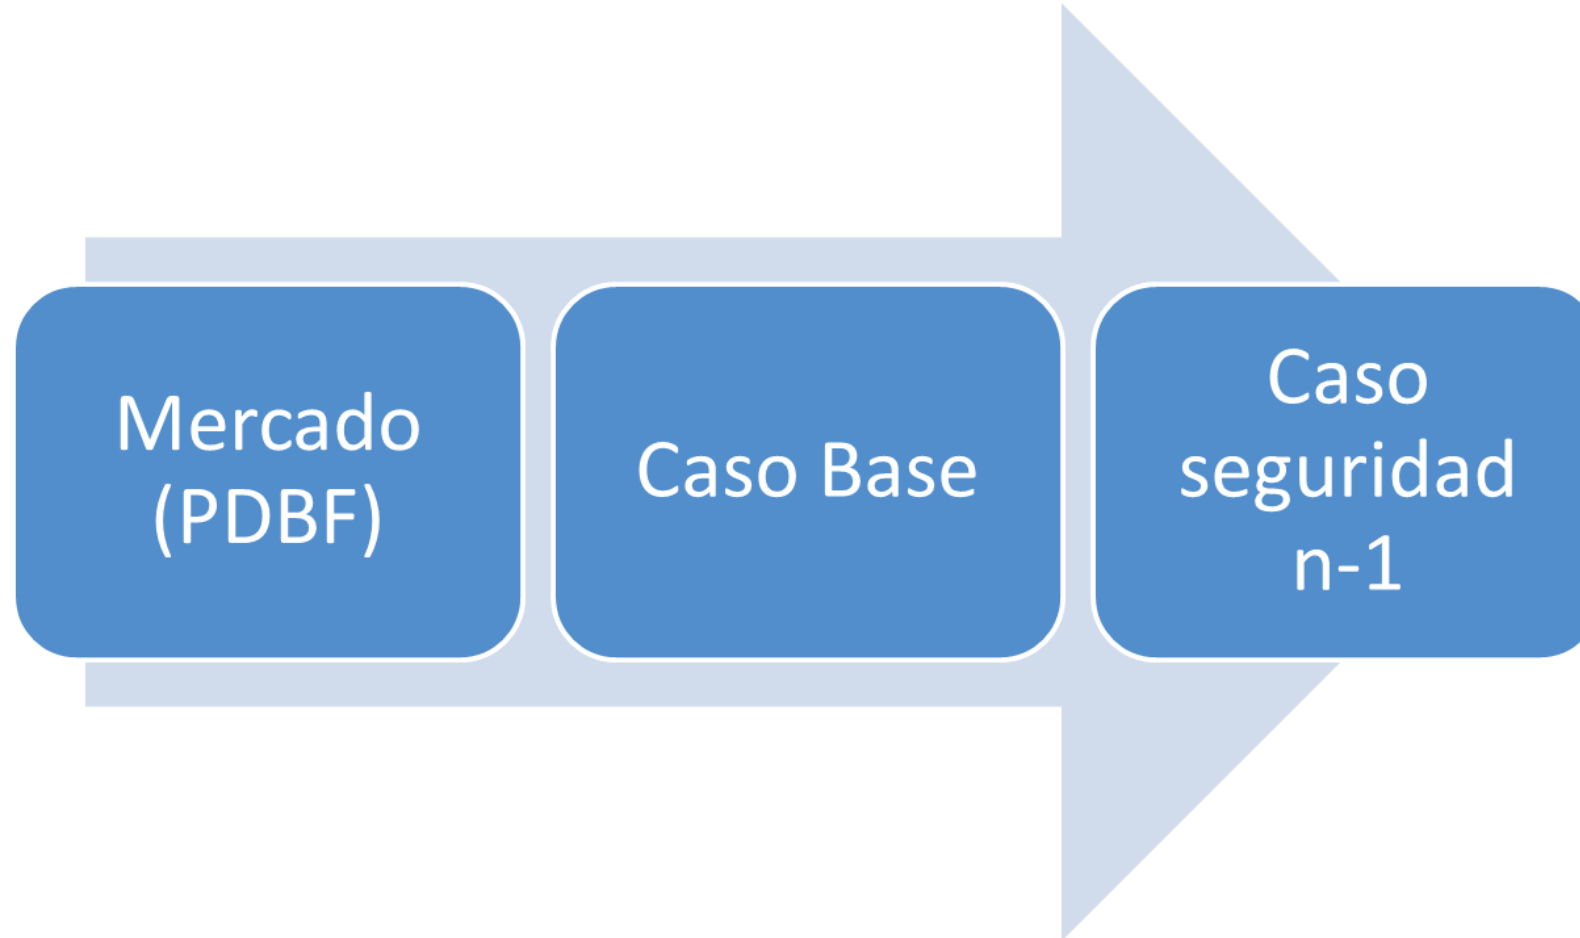 Mercado
(PDBF)
Caso Base
Caso
seguridad
n-1